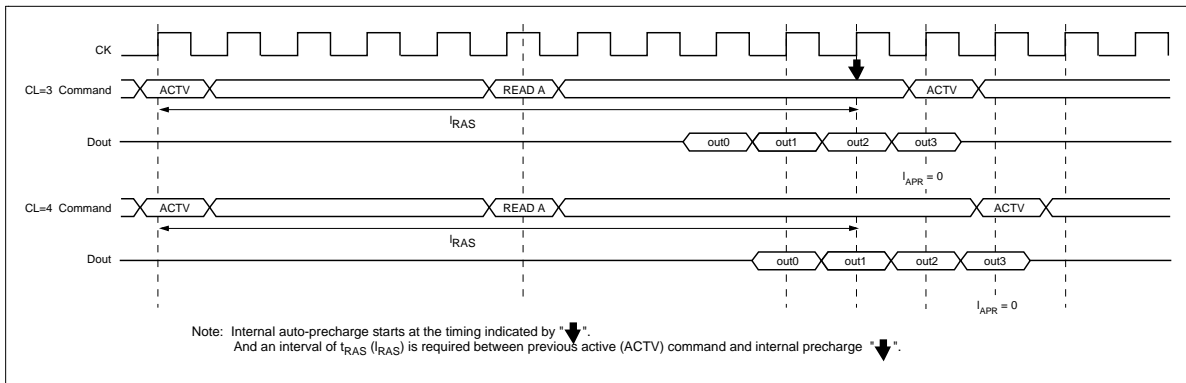 CK
CL=3 Command ACTV READ A ACTV
lRAS
Dout out0 out1 out2 out3
lAPR = 0
CL=4 Command ACTV READ A ACTV
lRAS
Dout out0 out1 out2 out3
lAPR = 0
Note: Internal auto-precharge starts at the timing indicated by " ".
And an interval of tRAS (lRAS) is required between previous active (ACTV) command and internal precharge " ".